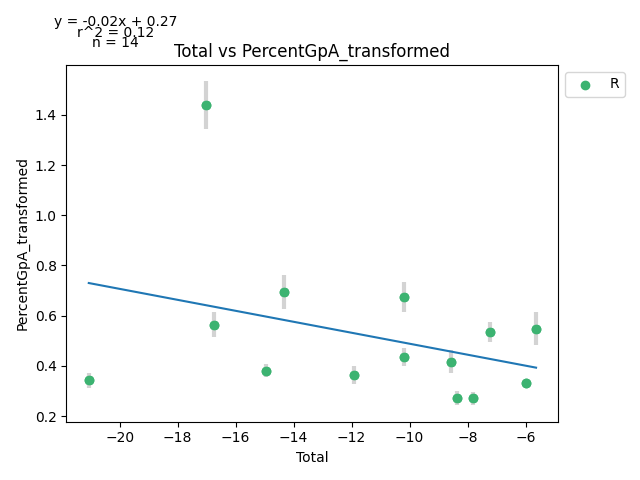 y = -0.02x + 0.27
r^2 = 0.12
n = 14
Total vs PercentGpA_transformed
R
PercentGpA_transformed
1.4
1.2
1.0
0.8
0.6
0.4
0.2
−20 −18 −16 −14 −12 −10 −8 −6
Total